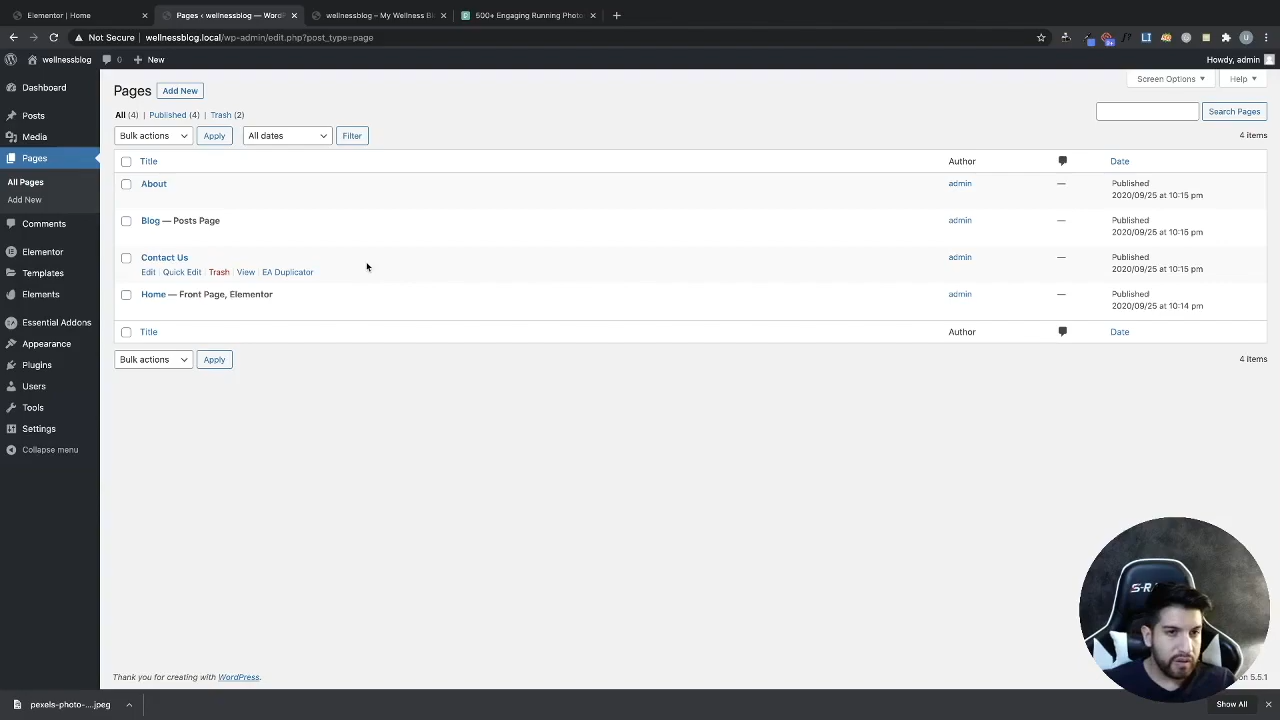 Elementor | Home
Pages ‹ wellnessblog — WordP
wellnessblog – My Wellness Bl
500+ Engaging Running Photo
Not Secure
wellnessblog.local/wp-admin/edit.php?post_type=page
wellnessblog
0
New
Howdy, admin
Dashboard
Posts
Media
Pages
All Pages
Add New
Comments
Elementor
Templates
Elements
Essential Addons
Appearance
Plugins
Users
Tools
Settings
Collapse menu
Pages
Add New
Screen Options
Help
All (4) | Published (4) | Trash (2)
Search Pages
Bulk actions
Apply
All dates
Filter
4 items
Title
Author
Date
About
admin
—
Published
2020/09/25 at 10:15 pm
Blog — Posts Page
admin
—
Published
2020/09/25 at 10:15 pm
Contact Us
admin
—
Published
2020/09/25 at 10:15 pm
Edit | Quick Edit | Trash | View | EA Duplicator
Home — Front Page, Elementor
admin
—
Published
2020/09/25 at 10:14 pm
Title
Author
Date
Bulk actions
Apply
4 items
S-RA
Thank you for creating with WordPress.
on 5.5.1
pexels-photo-....jpeg
Show All